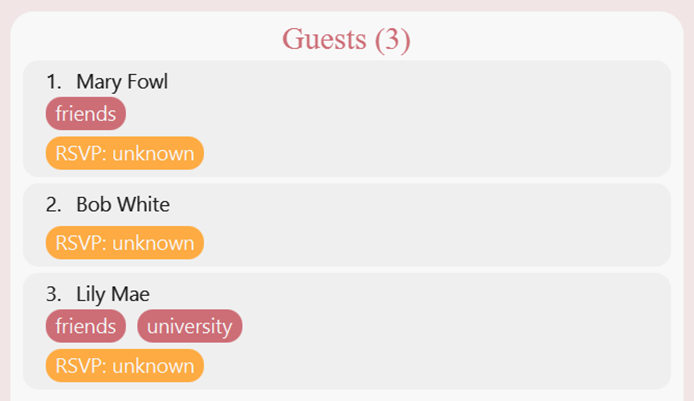 Guests (3)
1. Mary Fowl
friends
RSVP: unknown
2. Bob White
RSVP: unknown
3. Lily Mae
friends university
RSVP: unknown